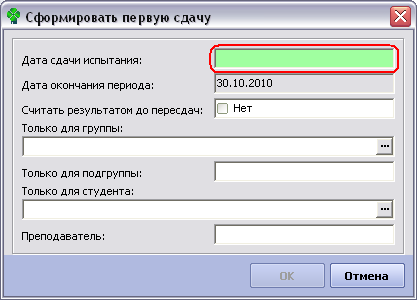 Сформировать первую сдачу
Дата сдачи испытания:
Дата окончания периода: 30.10.2010
Считать результатом до пересдач: Нет
Только для группы:
...
Только для подгруппы:
Только для студента:
...
Преподаватель:
OK Отмена